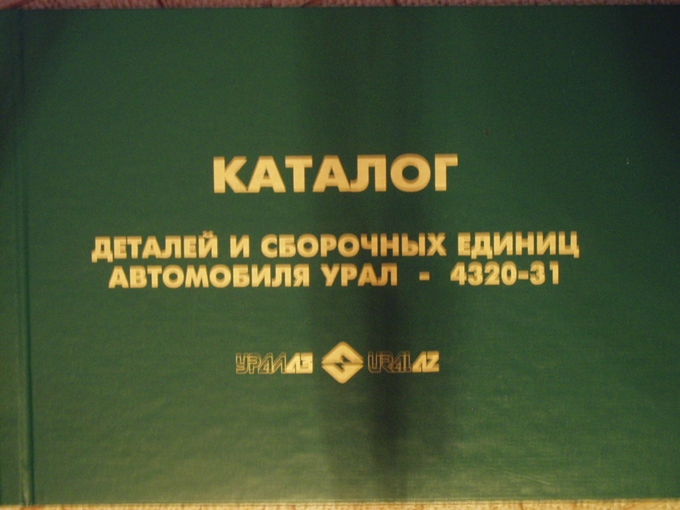 КАТАЛОГ
ДЕТАЛЕЙ И СБОРОЧНЫХ ЕДИНИЦ
АВТОМОБИЛЯ УРАЛ - 4320-31
УРАЛАЗ URALAZ